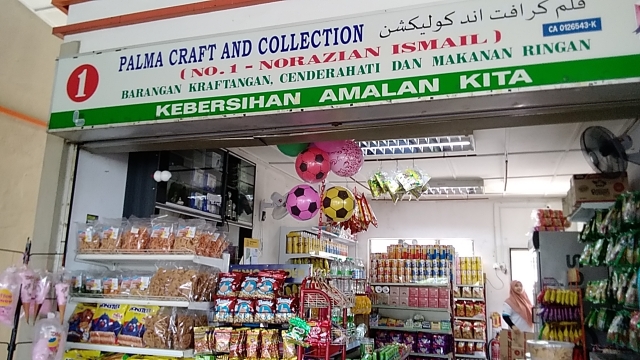 1
PALMA CRAFT AND COLLECTION
قلم كرافت اند كوليكشن
CA 0126543-K
( NO. 1 - NORAZIAN ISMAIL )
BARANGAN KRAFTANGAN, CENDERAHATI DAN MAKANAN RINGAN
KEBERSIHAN AMALAN KITA